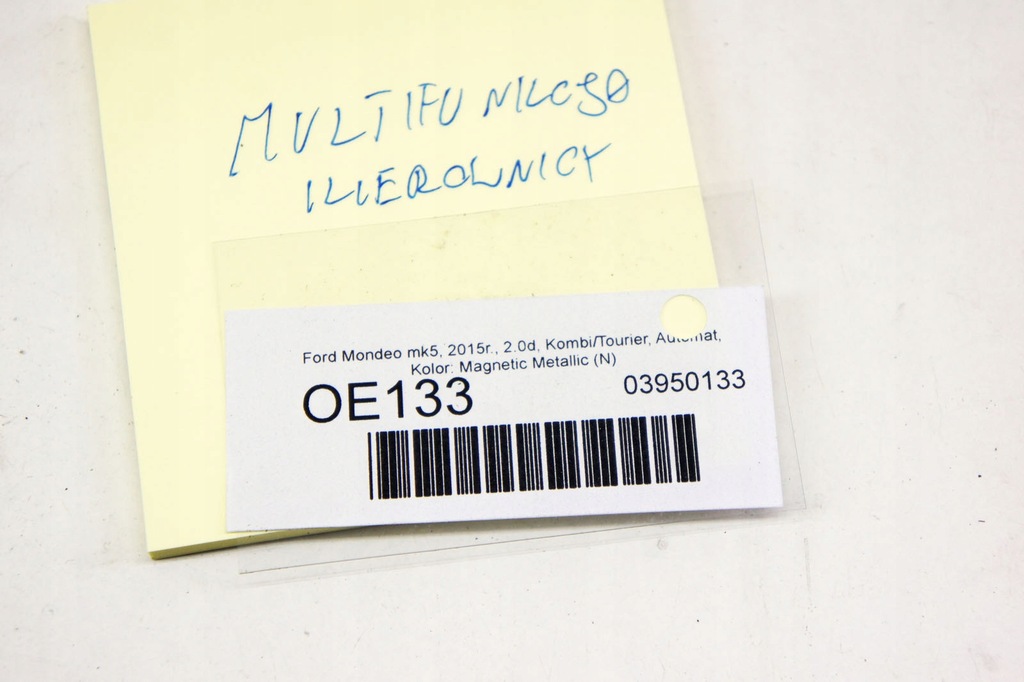 MULTIFUNKCJA
KIEROWNICY
Ford Mondeo mk5, 2015r., 2.0d, Kombi/Tourier, Automat,
Kolor: Magnetic Metallic (N)
OE133
03950133